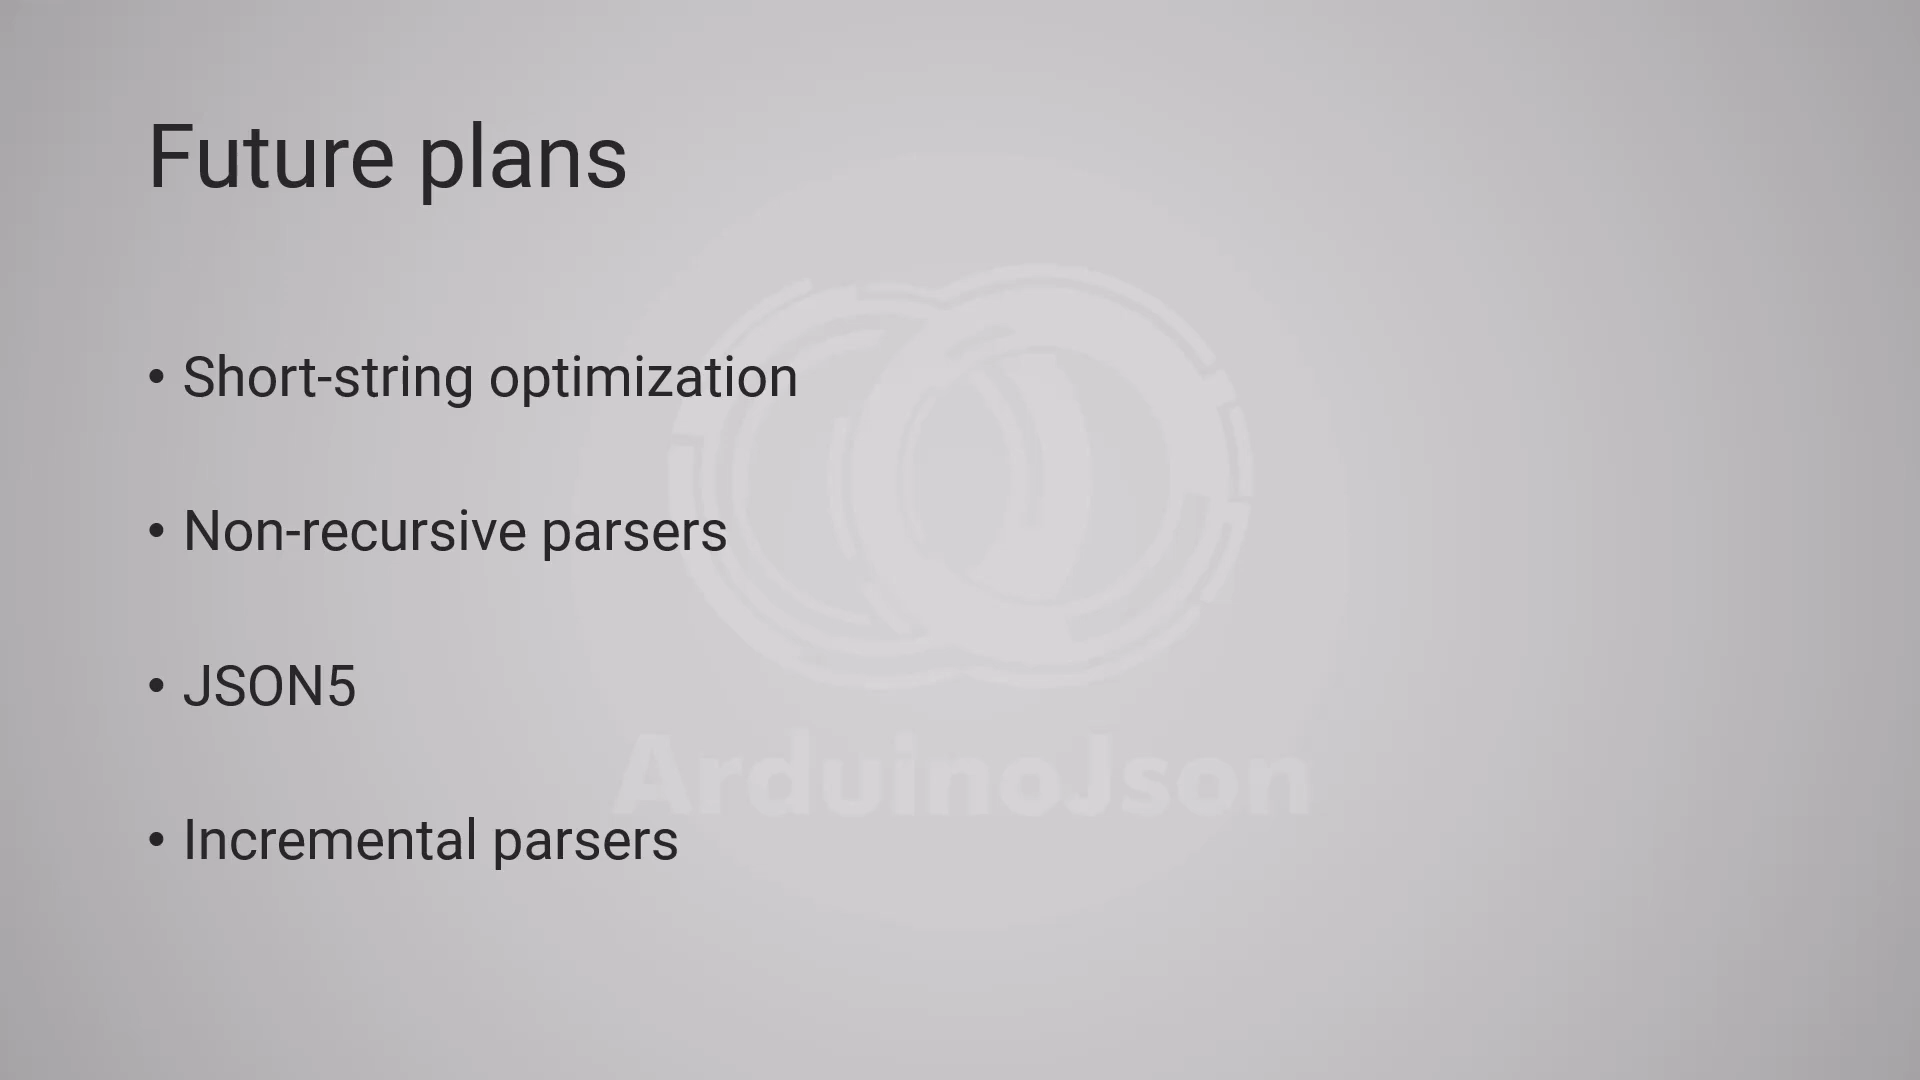 Future plans
• Short-string optimization
• Non-recursive parsers
• JSON5
• Incremental parsers
ArduinoJson